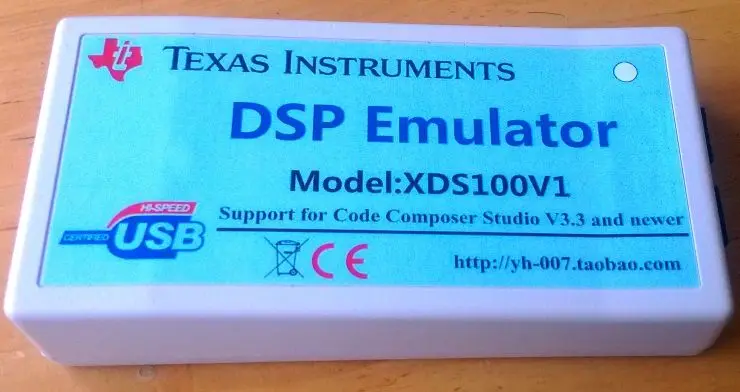 TEXAS INSTRUMENTS
DSP Emulator
Model:XDS100V1
Support for Code Composer Studio V3.3 and newer
HI-SPEED
CERTIFIED USB
CE
http://yh-007.taobao.com